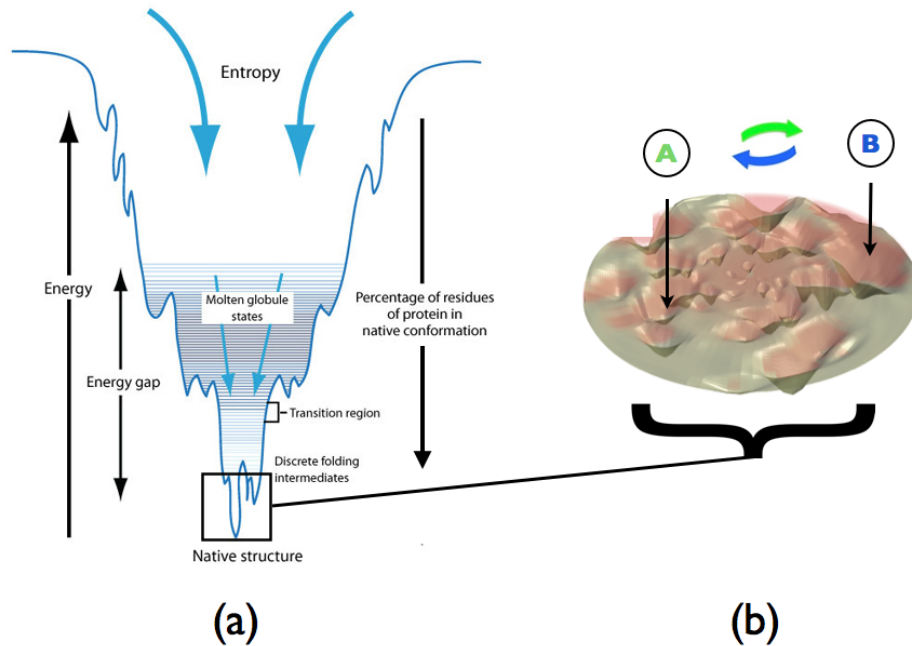 Entropy
A
B
Energy
Molten globule
states
Percentage of residues
of protein in
native conformation
Energy gap
Transition region
Discrete folding
intermediates
Native structure
(a)
(b)